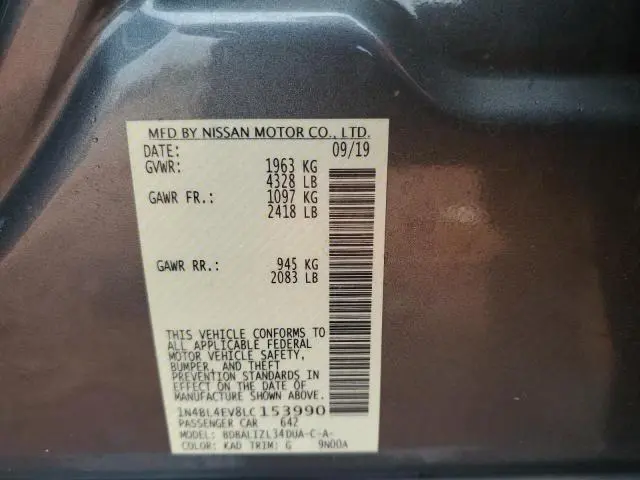 MFD BY NISSAN MOTOR CO., LTD.
DATE: 09/19
GVWR: 1963 KG
4328 LB
GAWR FR.: 1097 KG
2418 LB
GAWR RR.: 945 KG
2083 LB
THIS VEHICLE CONFORMS TO
ALL APPLICABLE FEDERAL
MOTOR VEHICLE SAFETY,
BUMPER, AND THEFT
PREVENTION STANDARDS IN
EFFECT ON THE DATE OF
MANUFACTURE SHOWN ABOVE.
1N4BL4EV8LC153990
PASSENGER CAR 642
MODEL: BDBALIZL34DUA-C-A-
COLOR: KAD TRIM: G 9N00A